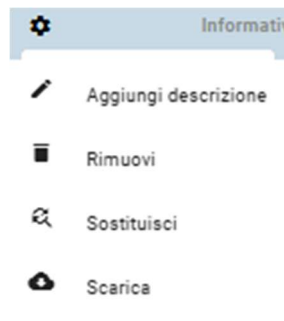 Informativ
Aggiungi descrizione
Rimuovi
Sostituisci
Scarica